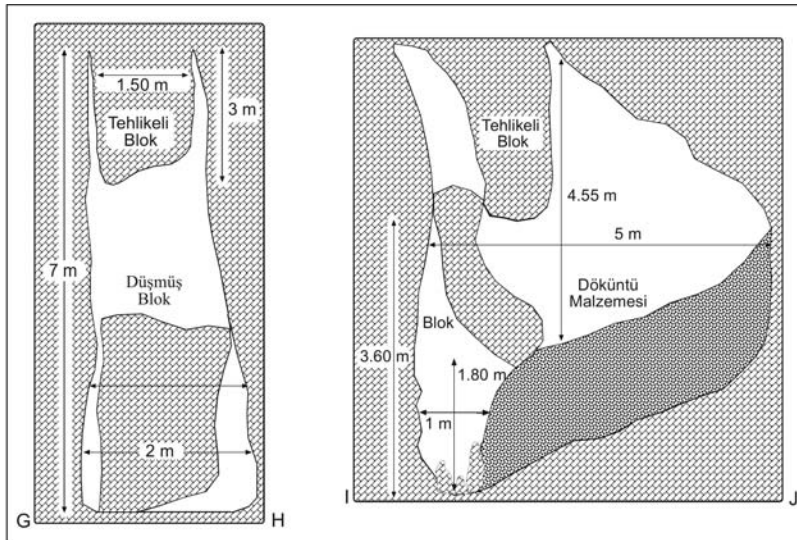 1.50 m
3 m
Tehlikeli
Blok
7 m
Düşmüş
Blok
2 m
G
H
Tehlikeli
Blok
4.55 m
5 m
Döküntü
Malzemesi
Blok
3.60 m
1.80 m
1 m
I
J